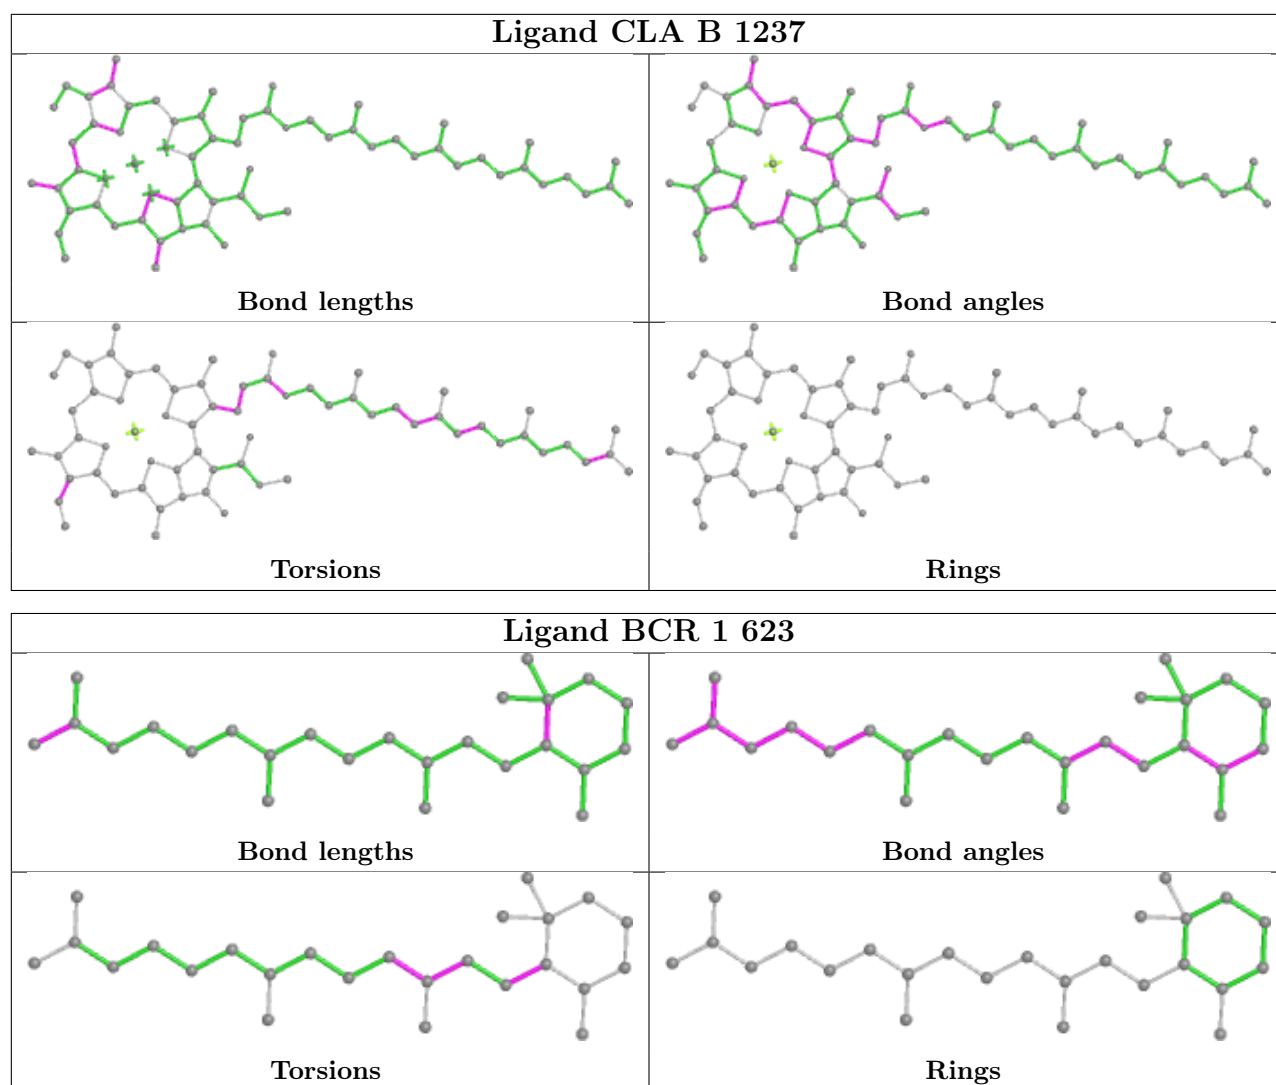 Ligand CLA B 1237
Bond lengths
Bond angles
Torsions
Rings
Ligand BCR 1 623
Bond lengths
Bond angles
Torsions
Rings